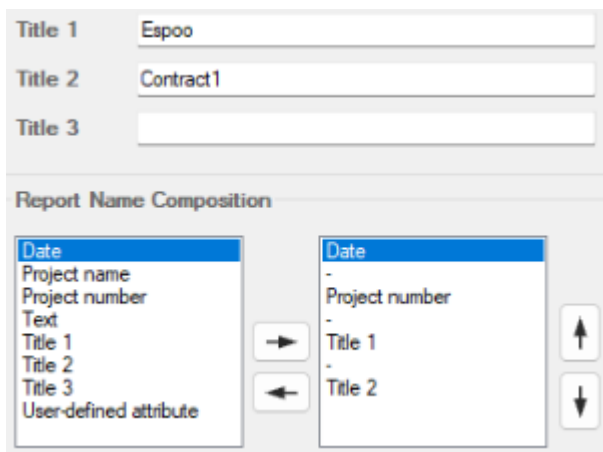 Title 1 Espoo
Title 2 Contract1
Title 3
Report Name Composition
Date
Project name
Project number
Text
Title 1
Title 2
Title 3
User-defined attribute
Date
-
Project number
-
Title 1
-
Title 2